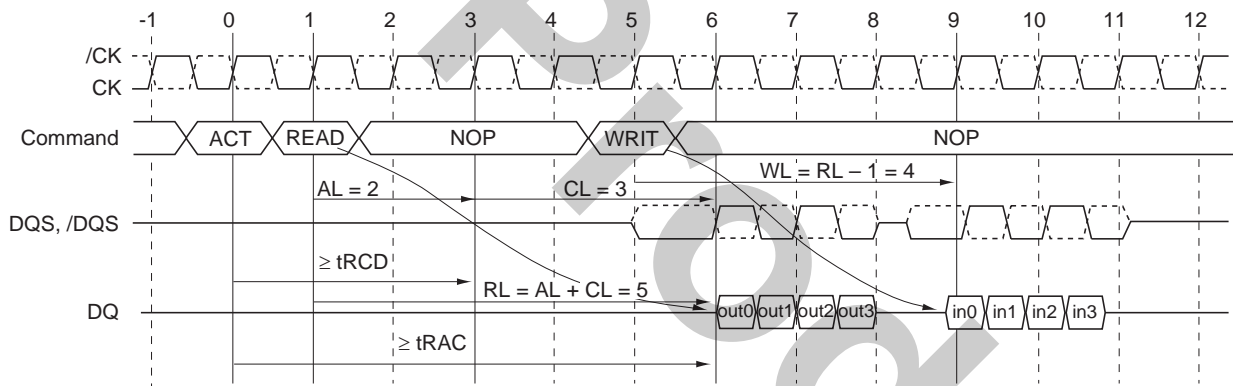 -1 0 1 2 3 4 5 6 7 8 9 10 11 12
/CK
CK
Command ACT READ NOP WRIT NOP
WL = RL – 1 = 4
AL = 2 CL = 3
DQS, /DQS
≥ tRCD
RL = AL + CL = 5
DQ out0 out1 out2 out3 in0 in1 in2 in3
≥ tRAC